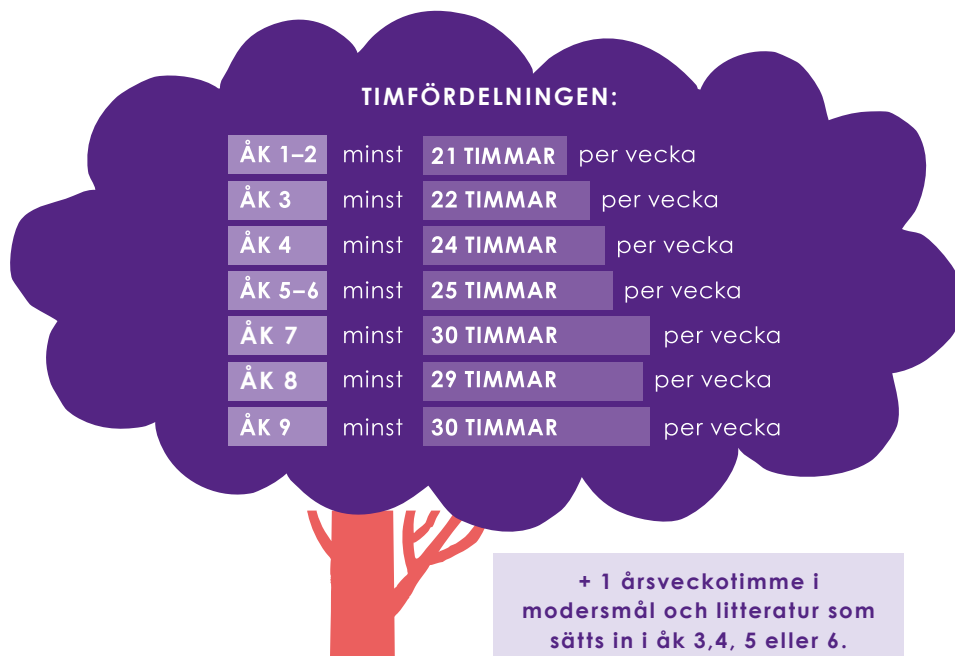 TIMFÖRDELNINGEN:
ÅK 1–2 minst 21 TIMMAR per vecka
ÅK 3 minst 22 TIMMAR per vecka
ÅK 4 minst 24 TIMMAR per vecka
ÅK 5–6 minst 25 TIMMAR per vecka
ÅK 7 minst 30 TIMMAR per vecka
ÅK 8 minst 29 TIMMAR per vecka
ÅK 9 minst 30 TIMMAR per vecka
+ 1 årsveckotimme i
modersmål och litteratur som
sätts in i åk 3,4, 5 eller 6.